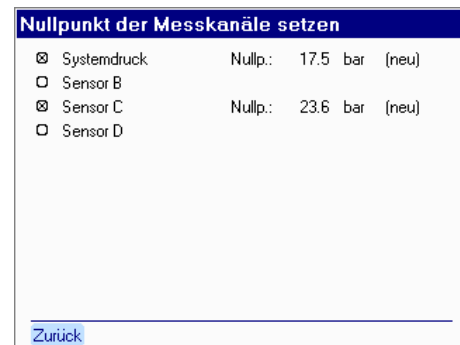 Nullpunkt der Messkanäle setzen
Systemdruck Nullp.: 17.5 bar (neu)
Sensor B
Sensor C Nullp.: 23.6 bar (neu)
Sensor D
Zurück